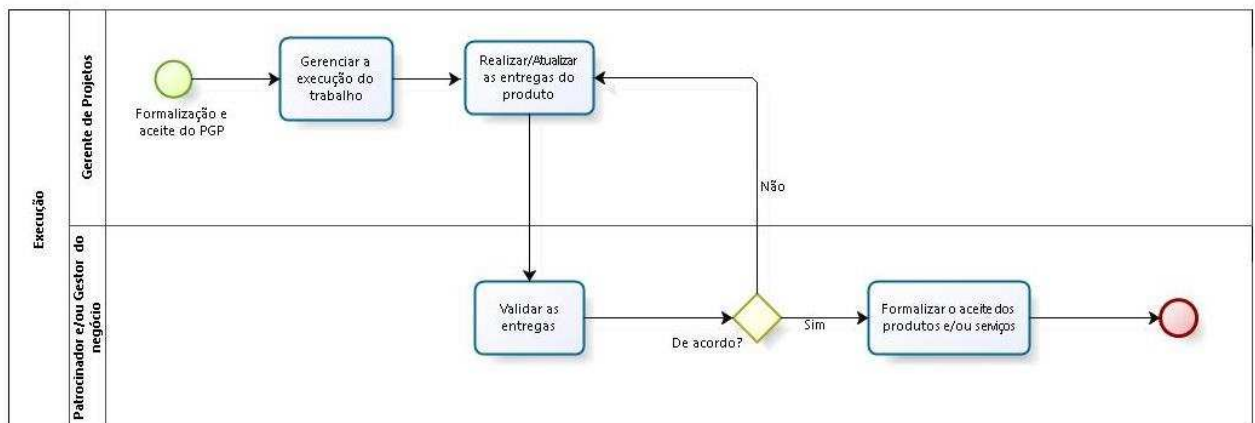 Execução
Gerente de Projetos
Formalização e
aceite do PGP
Gerenciar a
execução do
trabalho
Realizar/Atualizar
as entregas do
produto
Não
Patrocinador e/ou Gestor do
negócio
Validar as
entregas
De acordo?
Sim
Formalizar o aceite dos
produtos e/ou serviços